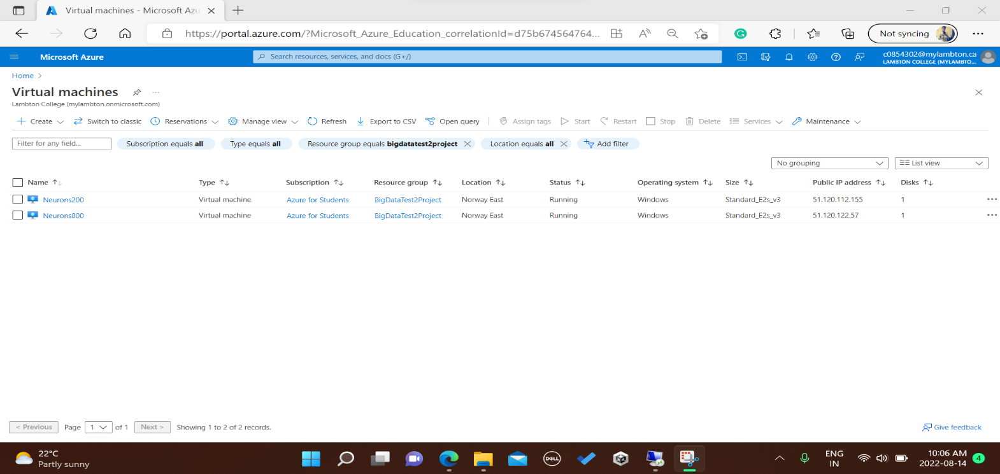 Virtual machines - Microsoft Azu
https://portal.azure.com/?Microsoft_Azure_Education_correlationId=d75b674564764...
Not syncing
Microsoft Azure
Search resources, services, and docs (G+/)
c0854302@mylambton.ca
LAMBTON COLLEGE (MYLAMBTO...
Home >
Virtual machines
Lambton College (mylambton.onmicrosoft.com)
Create Switch to classic Reservations Manage view Refresh Export to CSV Open query Assign tags Start Restart Stop Delete Services Maintenance
Filter for any field... Subscription equals all Type equals all Resource group equals bigdatatest2project Location equals all Add filter
No grouping List view
Name Type Subscription Resource group Location Status Operating system Size Public IP address Disks
Neurons200 Virtual machine Azure for Students BigDataTest2Project Norway East Running Windows Standard_E2s_v3 51.120.112.155 1
Neurons800 Virtual machine Azure for Students BigDataTest2Project Norway East Running Windows Standard_E2s_v3 51.120.122.57 1
< Previous Page 1 of 1 Next > Showing 1 to 2 of 2 records. Give feedback
22°C
Partly sunny
DELL
ENG
IN
10:06 AM
2022-08-14
4